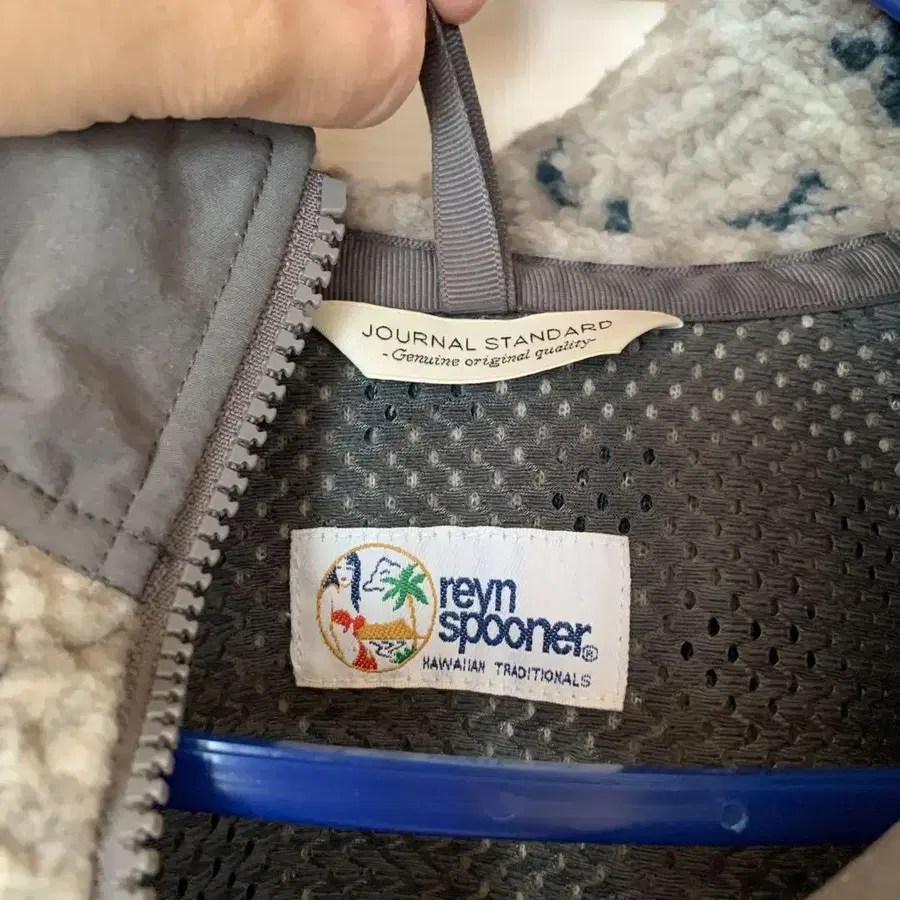 JOURNAL STANDARD
-Genuine original quality-
reyn
spooner®
HAWAIIAN TRADITIONALS